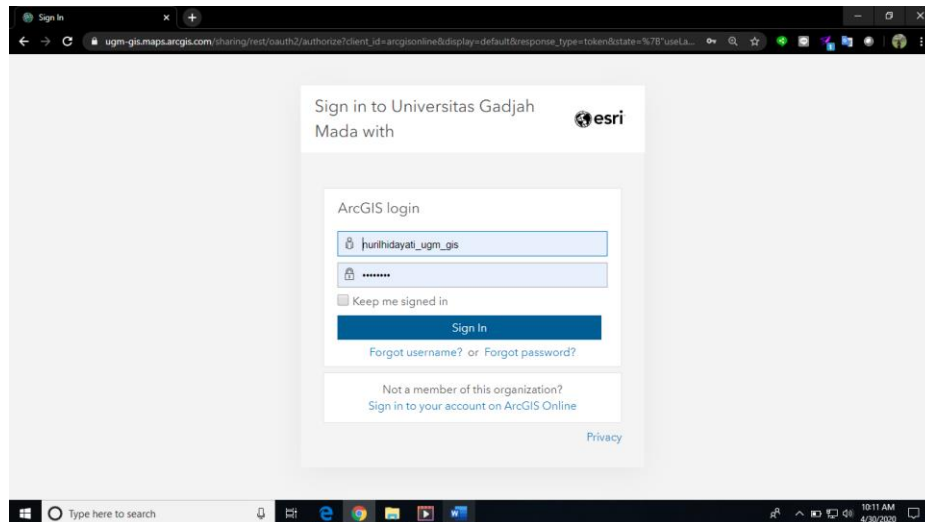 Sign In
ugm-gis.maps.arcgis.com/sharing/rest/oauth2/authorize?client_id=arcgisonline&display=default&response_type=token&state=%7B"useLa...
Sign in to Universitas Gadjah
Mada with
esri
ArcGIS login
hurilhidayati_ugm_gis
••••••••
Keep me signed in
Sign In
Forgot username? or Forgot password?
Not a member of this organization?
Sign in to your account on ArcGIS Online
Privacy
Type here to search
10:11 AM
4/30/2020